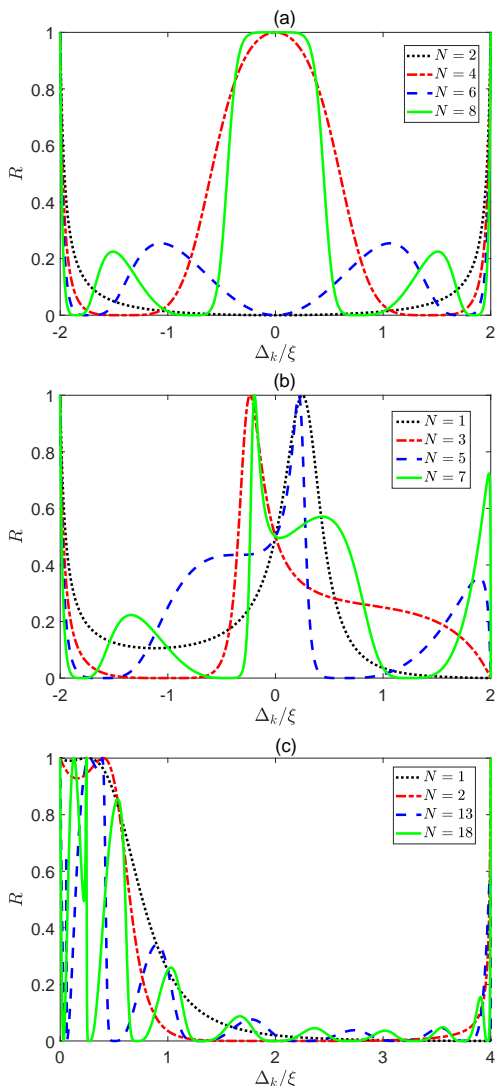 (a)
1
0.8
0.6
0.4
0.2
0
R
N = 2
N = 4
N = 6
N = 8
-2
-1
0
1
2
Δk/ξ
(b)
1
0.8
0.6
0.4
0.2
0
R
N = 1
N = 3
N = 5
N = 7
-2
-1
0
1
2
Δk/ξ
(c)
1
0.8
0.6
0.4
0.2
0
R
N = 1
N = 2
N = 13
N = 18
0
1
2
3
4
Δk/ξ